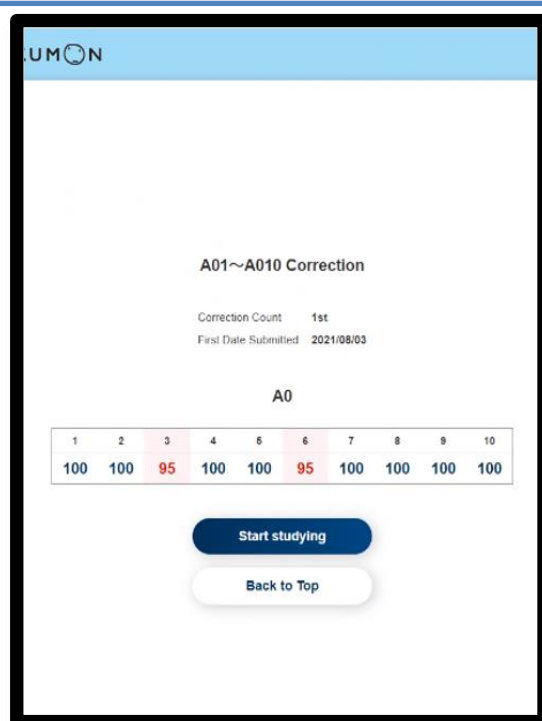 UMON
A01～A010 Correction
Correction Count 1st
First Date Submitted 2021/08/03
A0
1 2 3 4 5 6 7 8 9 10
100 100 95 100 100 95 100 100 100 100
Start studying
Back to Top